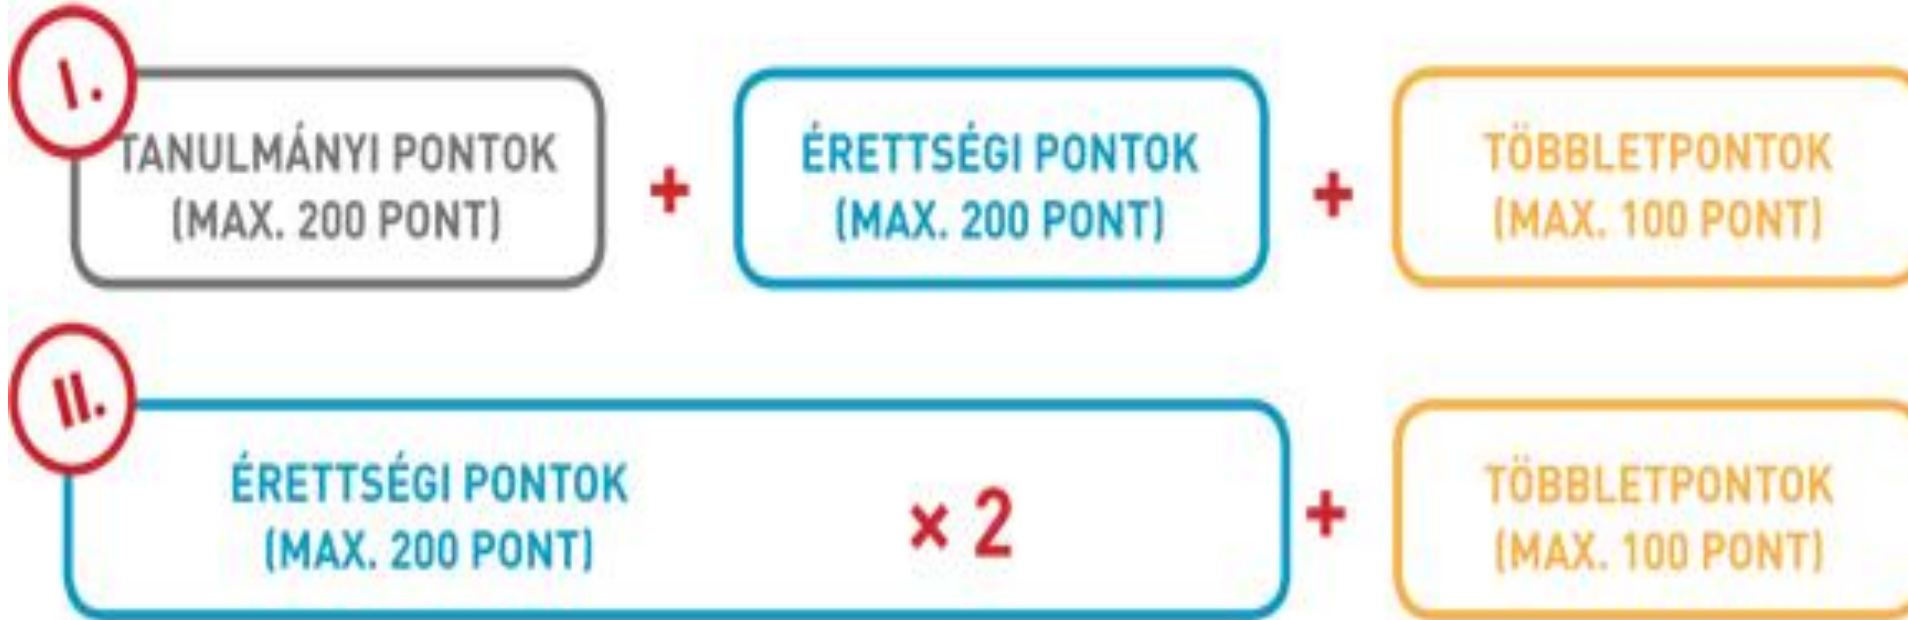 I.
TANULMÁNYI PONTOK
(MAX. 200 PONT)
+
ÉRETTSÉGI PONTOK
(MAX. 200 PONT)
+
TÖBBLETPONTOK
(MAX. 100 PONT)
II.
ÉRETTSÉGI PONTOK
(MAX. 200 PONT)
× 2
+
TÖBBLETPONTOK
(MAX. 100 PONT)